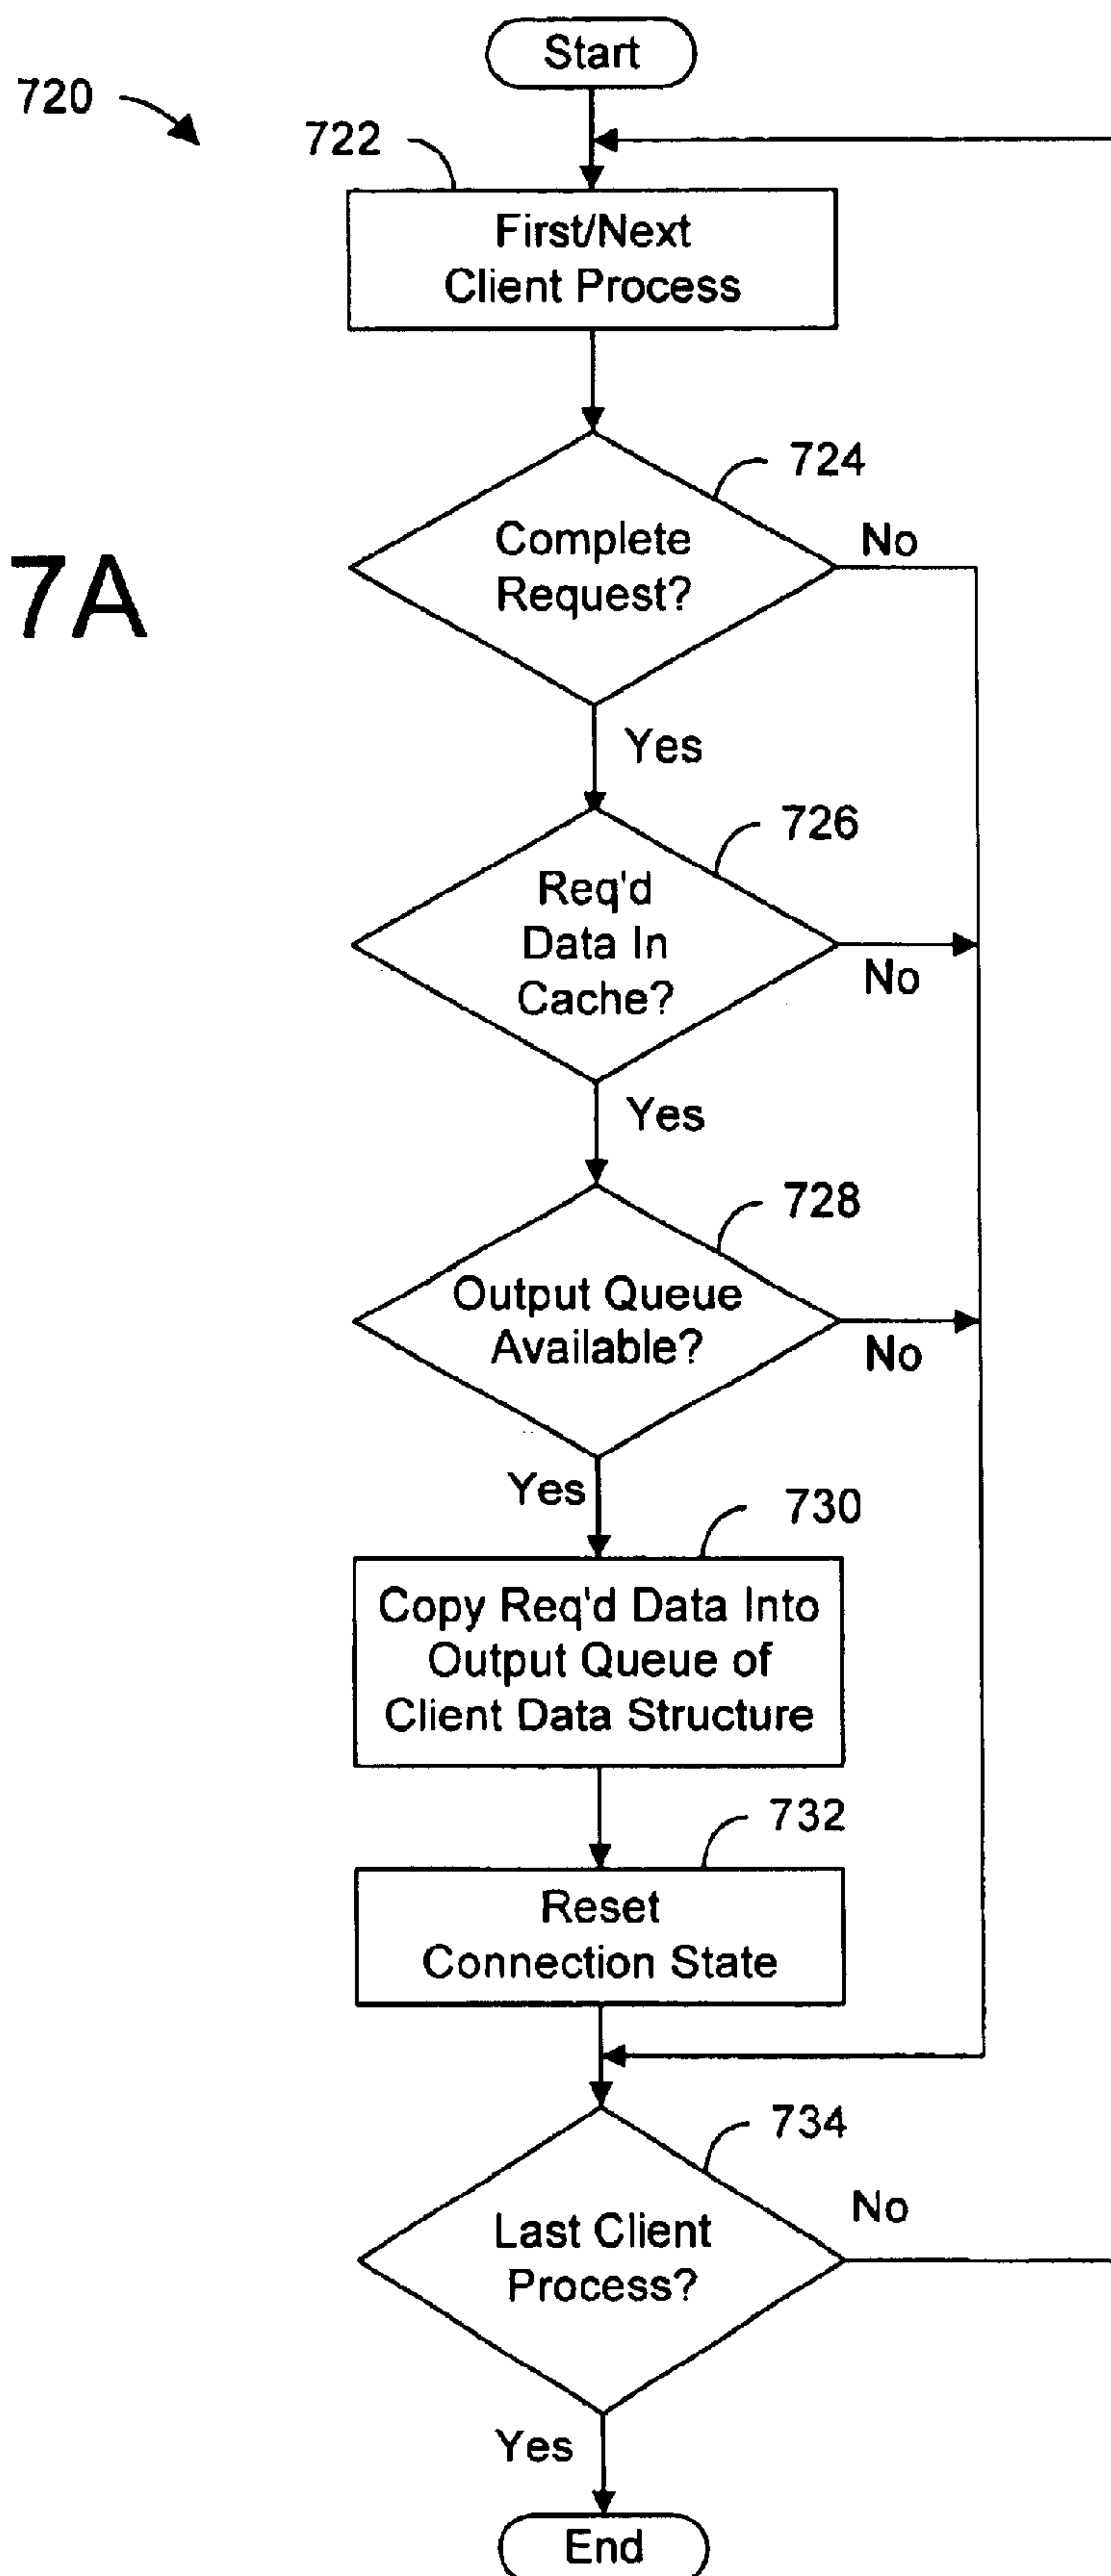 Start
720
722
First/Next
Client Process
724
Complete
Request?
No
7A
Yes
726
Req'd
Data In
Cache?
No
Yes
728
Output Queue
Available?
No
Yes
730
Copy Req'd Data Into
Output Queue of
Client Data Structure
732
Reset
Connection State
734
No
Last Client
Process?
Yes
End